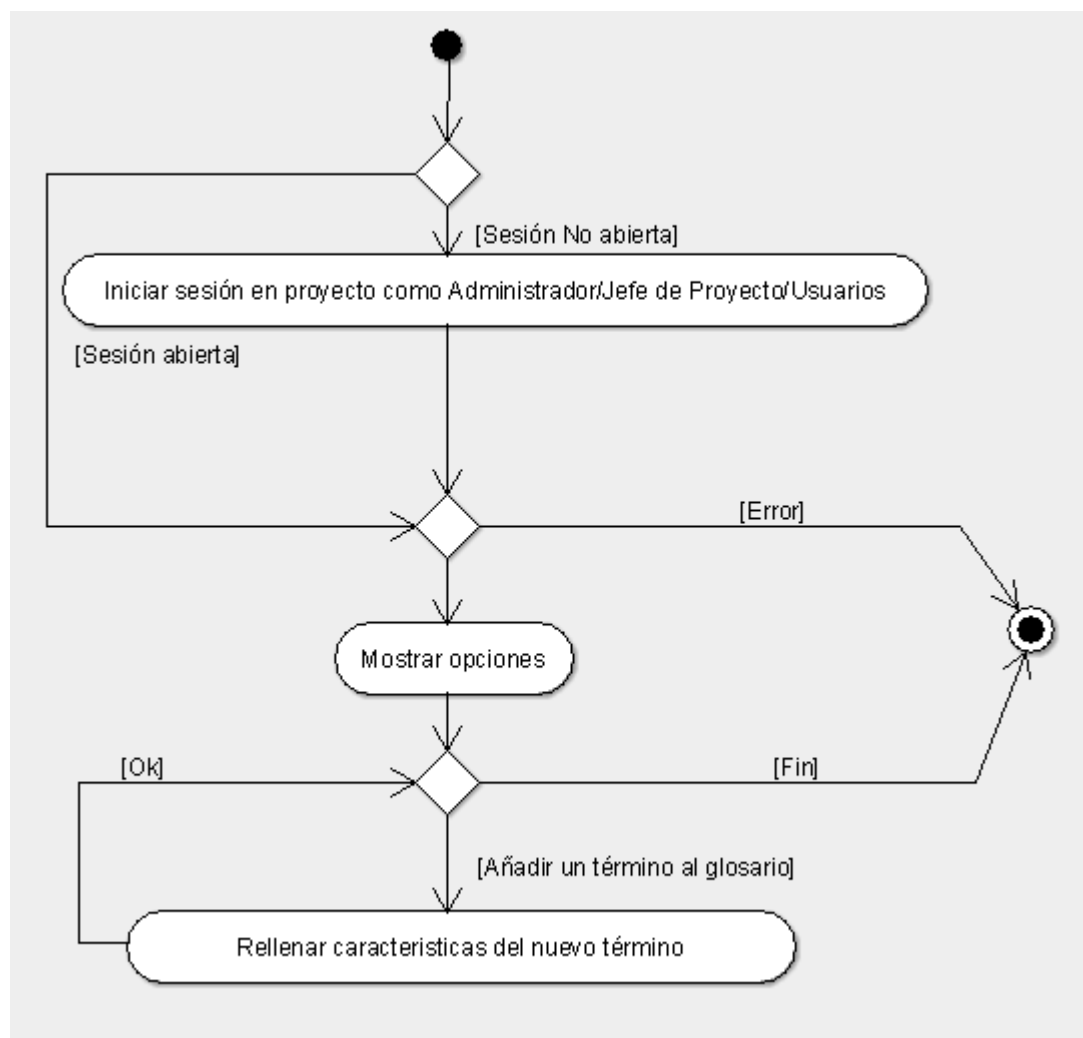 [Sesión No abierta]
Iniciar sesión en proyecto como Administrador/Jefe de Proyecto/Usuarios
[Sesión abierta]
[Error]
Mostrar opciones
[Ok]
[Fin]
[Añadir un término al glosario]
Rellenar caracteristicas del nuevo término